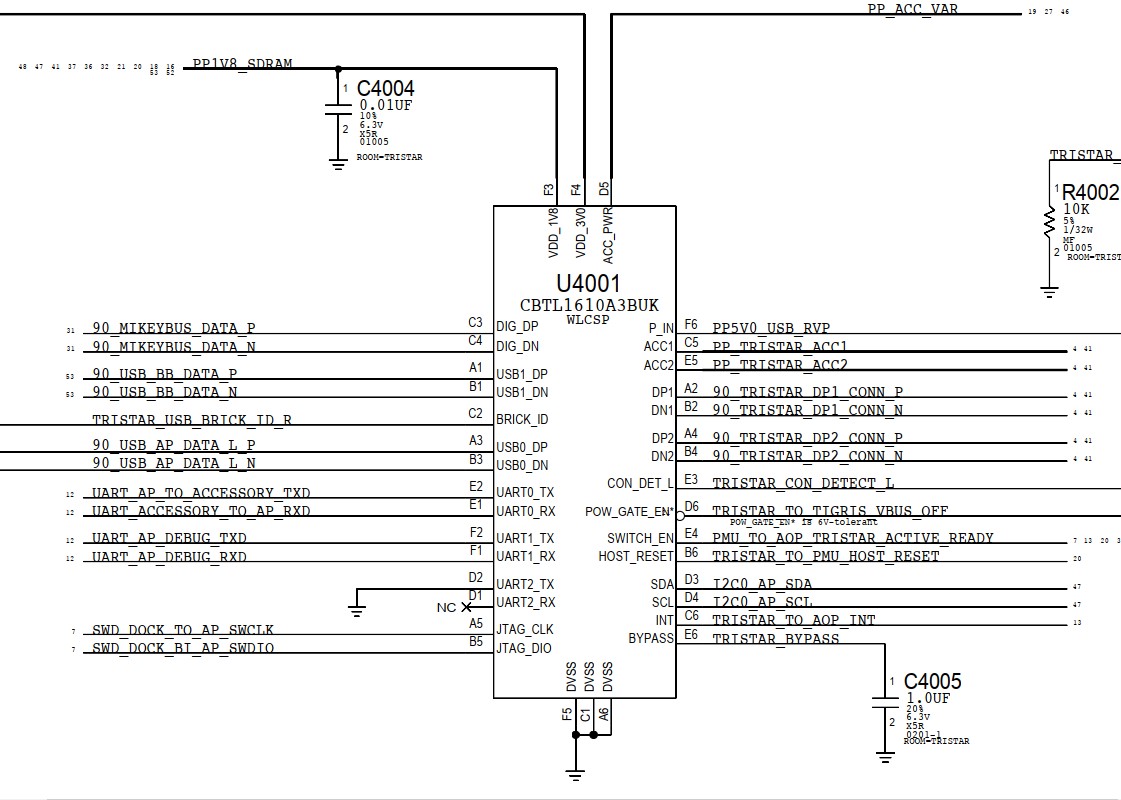 PP_ACC_VAR 19 27 46
48 47 41 37 36 32 21 20 18 16 PP1V8_SDRAM
53 52
1 C4004
0.01UF
10%
6.3V
2 X5R
01005
ROOM=TRISTAR
TRISTAR_
1 R4002
10K
5%
1/32W
MF
2 01005
ROOM=TRIST
F3 F4 D5
VDD_1V8 VDD_3V0 ACC_PWR
U4001
CBTL1610A3BUK
WLCSP
31 90_MIKEYBUS_DATA_P C3 DIG_DP P_IN F6 PP5V0_USB_RVP
31 90_MIKEYBUS_DATA_N C4 DIG_DN ACC1 C5 PP_TRISTAR_ACC1 4 41
ACC2 E5 PP_TRISTAR_ACC2 4 41
53 90_USB_BB_DATA_P A1 USB1_DP
53 90_USB_BB_DATA_N B1 USB1_DN DP1 A2 90_TRISTAR_DP1_CONN_P 4 41
TRISTAR_USB_BRICK_ID_R C2 BRICK_ID DN1 B2 90_TRISTAR_DP1_CONN_N 4 41
90_USB_AP_DATA_L_P A3 USB0_DP DP2 A4 90_TRISTAR_DP2_CONN_P 4 41
90_USB_AP_DATA_L_N B3 USB0_DN DN2 B4 90_TRISTAR_DP2_CONN_N 4 41
CON_DET_L E3 TRISTAR_CON_DETECT_L
12 UART_AP_TO_ACCESSORY_TXD E2 UART0_TX
12 UART_ACCESSORY_TO_AP_RXD E1 UART0_RX POW_GATE_EN* D6 TRISTAR_TO_TIGRIS_VBUS_OFF
POW_GATE_EN* is 6V-tolerant
12 UART_AP_DEBUG_TXD F2 UART1_TX SWITCH_EN E4 PMU_TO_AOP_TRISTAR_ACTIVE_READY 7 13 20 3
12 UART_AP_DEBUG_RXD F1 UART1_RX HOST_RESET B6 TRISTAR_TO_PMU_HOST_RESET 20
D2 UART2_TX SDA D3 I2C0_AP_SDA 47
NC D1 UART2_RX SCL D4 I2C0_AP_SCL 47
7 SWD_DOCK_TO_AP_SWCLK A5 JTAG_CLK INT C6 TRISTAR_TO_AOP_INT 13
7 SWD_DOCK_BI_AP_SWDIO B5 JTAG_DIO BYPASS E6 TRISTAR_BYPASS
DVSS DVSS DVSS
F5 C1 A6
1 C4005
1.0UF
20%
6.3V
2 X5R
0201-1
ROOM=TRISTAR